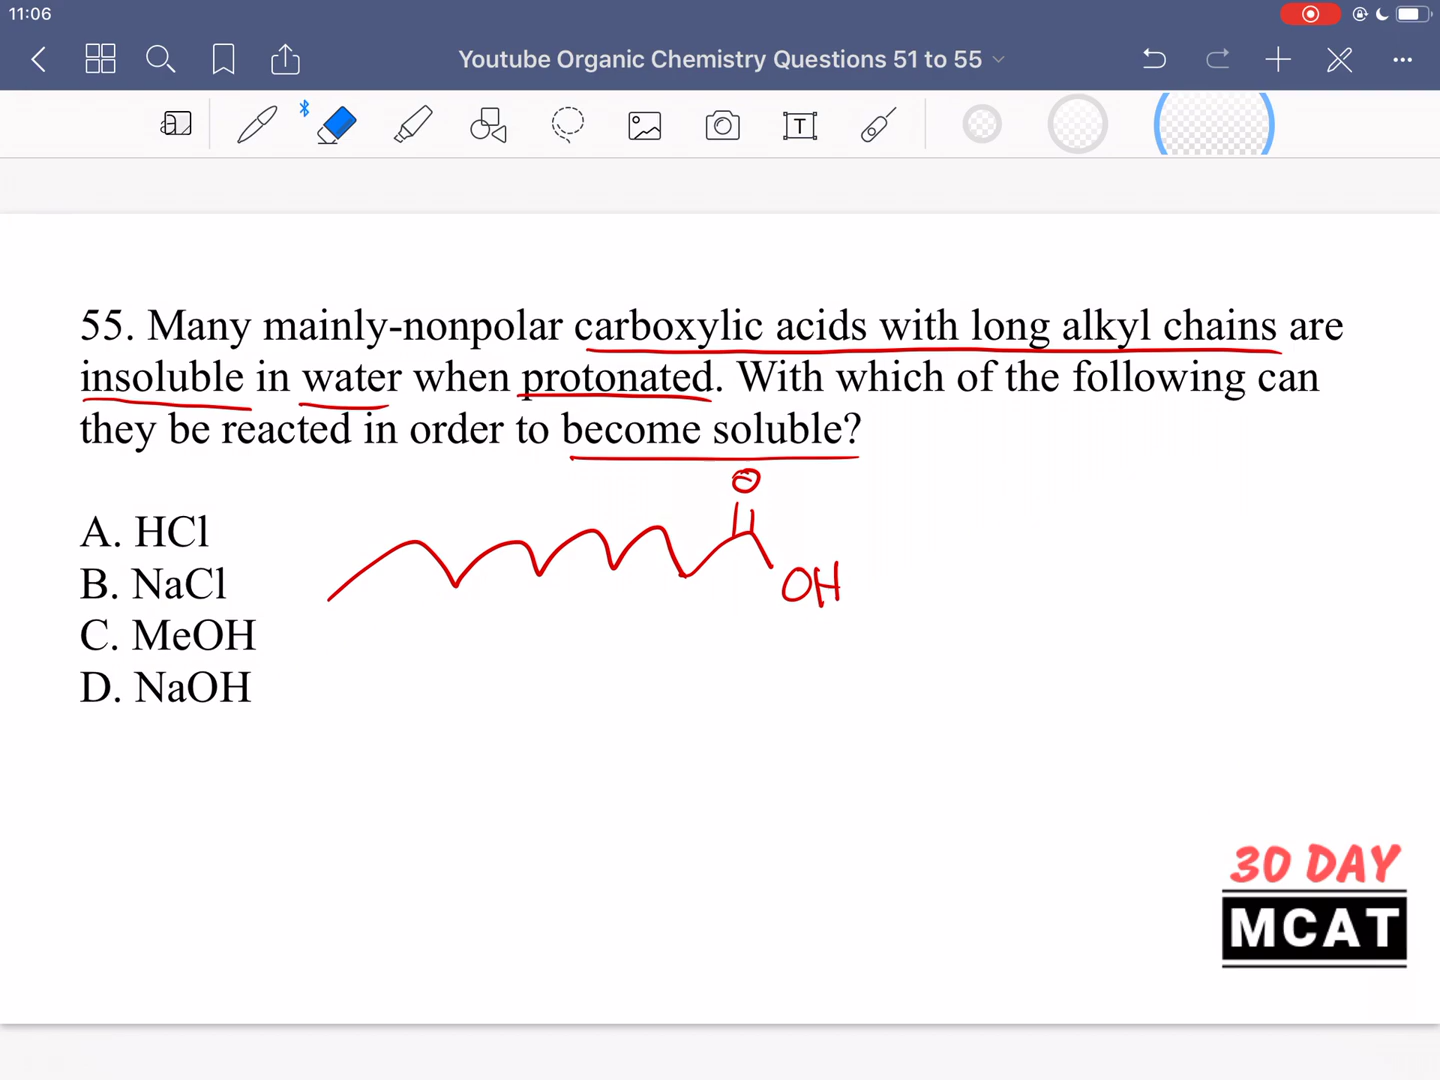 11:06
Youtube Organic Chemistry Questions 51 to 55
T
55. Many mainly-nonpolar carboxylic acids with long alkyl chains are
insoluble in water when protonated. With which of the following can
they be reacted in order to become soluble?
O
OH
A. HCl
B. NaCl
C. MeOH
D. NaOH
30 DAY
MCAT